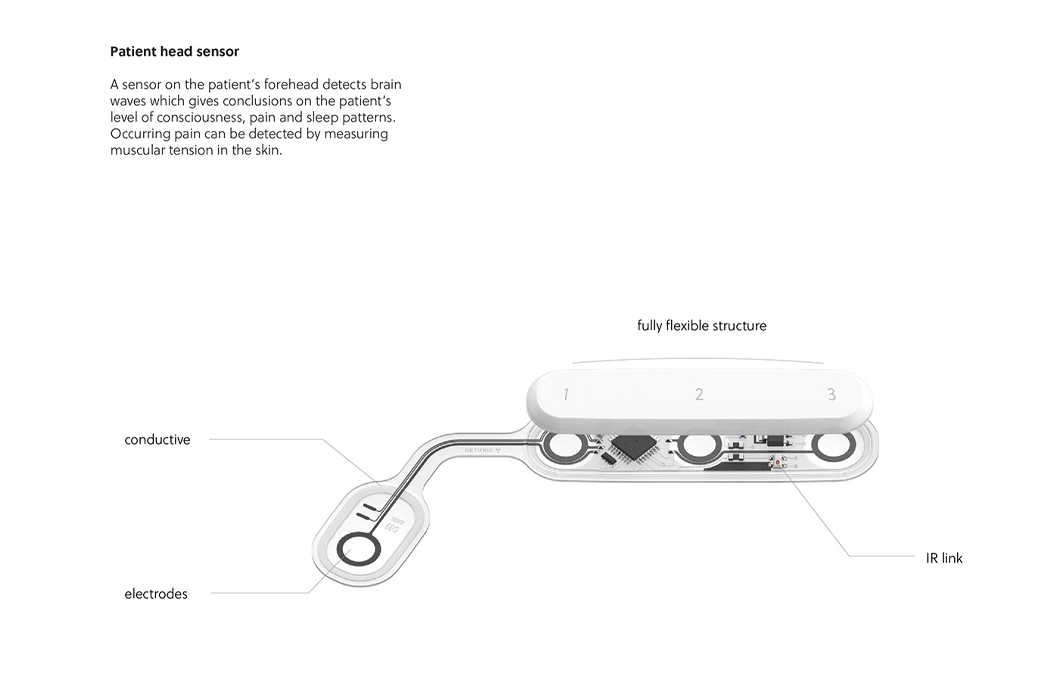 Patient head sensor
A sensor on the patient's forehead detects brain
waves which gives conclusions on the patient's
level of consciousness, pain and sleep patterns.
Occurring pain can be detected by measuring
muscular tension in the skin.
fully flexible structure
1 2 3
conductive
GETINGE
EEG
IR link
electrodes